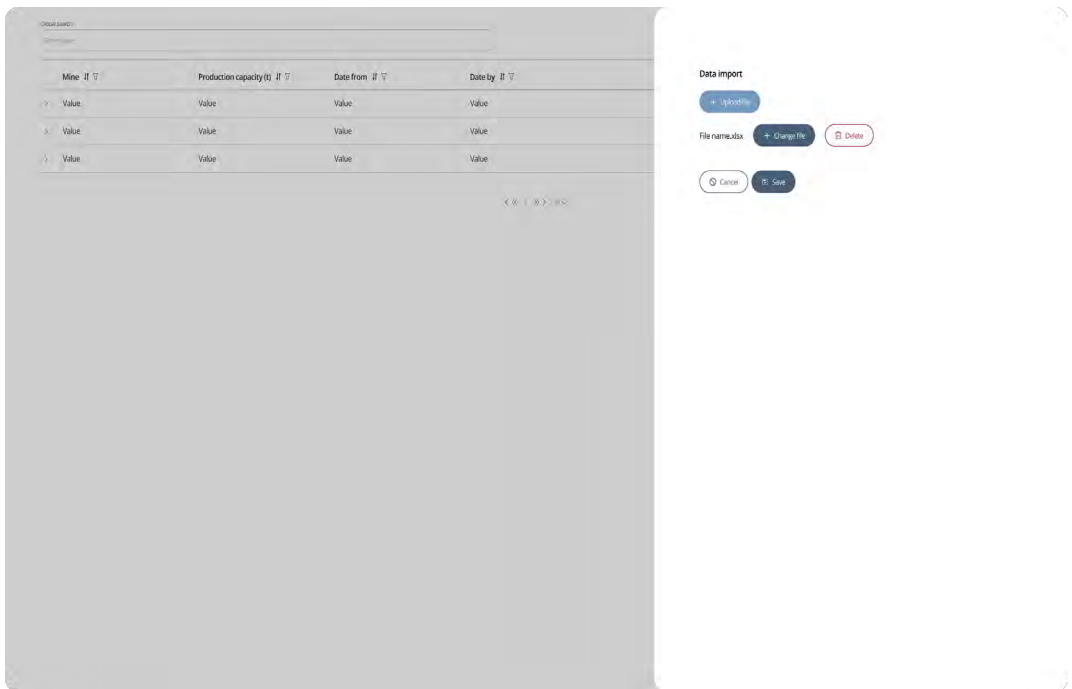 Mine
Production capacity (t)
Date from
Date by
Value Value Value Value
Value Value Value Value
Value Value Value Value
Data import
+ Upload file
File name.xlsx + Change file Delete
Cancel Save